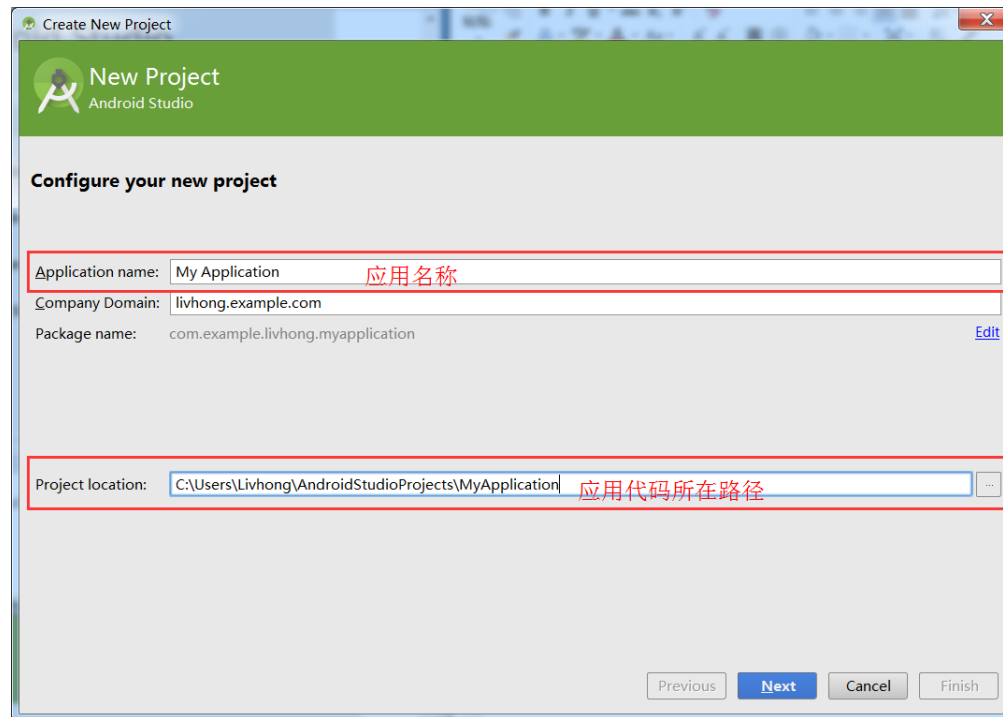 Create New Project
New Project
Android Studio
Configure your new project
Application name: My Application 应用名称
Company Domain: livhong.example.com
Package name: com.example.livhong.myapplication Edit
Project location: C:\Users\Livhong\AndroidStudioProjects\MyApplication 应用代码所在路径 ...
Previous Next Cancel Finish